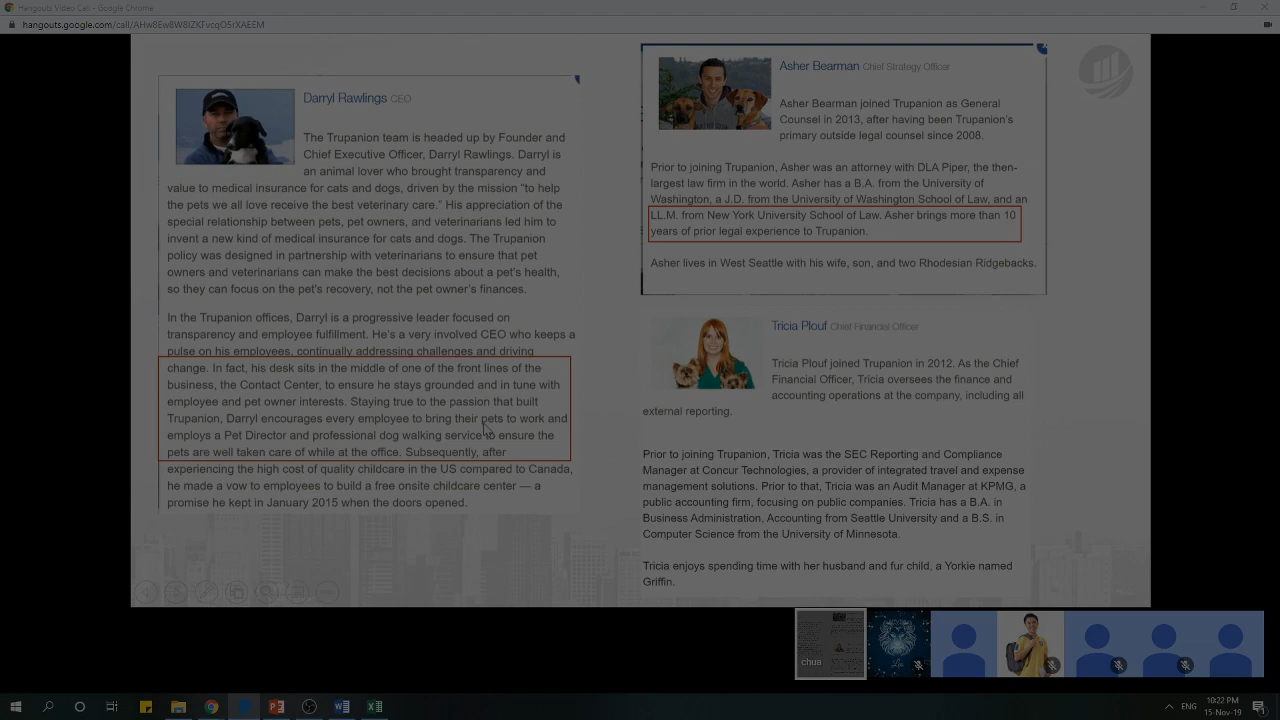 Hangouts Video Call - Google Chrome
hangouts.google.com/call/AHw8Ew8W8IZKFvcqO5rXAEEM
Darryl Rawlings CEO
The Trupanion team is headed up by Founder and
Chief Executive Officer, Darryl Rawlings. Darryl is
an animal lover who brought transparency and
value to medical insurance for cats and dogs, driven by the mission "to help
the pets we all love receive the best veterinary care." His appreciation of the
special relationship between pets, pet owners, and veterinarians led him to
invent a new kind of medical insurance for cats and dogs. The Trupanion
policy was designed in partnership with veterinarians to ensure that pet
owners and veterinarians can make the best decisions about a pet's health,
so they can focus on the pet's recovery, not the pet owner's finances.
In the Trupanion offices, Darryl is a progressive leader focused on
transparency and employee fulfillment. He's a very involved CEO who keeps a
pulse on his employees, continually addressing challenges and driving
change. In fact, his desk sits in the middle of one of the front lines of the
business, the Contact Center, to ensure he stays grounded and in tune with
employee and pet owner interests. Staying true to the passion that built
Trupanion, Darryl encourages every employee to bring their pets to work and
employs a Pet Director and professional dog walking service to ensure the
pets are well taken care of while at the office. Subsequently, after
experiencing the high cost of quality childcare in the US compared to Canada,
he made a vow to employees to build a free onsite childcare center — a
promise he kept in January 2015 when the doors opened.
Asher Bearman Chief Strategy Officer
Asher Bearman joined Trupanion as General
Counsel in 2013, after having been Trupanion's
primary outside legal counsel since 2008.
Prior to joining Trupanion, Asher was an attorney with DLA Piper, the then-
largest law firm in the world. Asher has a B.A. from the University of
Washington, a J.D. from the University of Washington School of Law, and an
LL.M. from New York University School of Law. Asher brings more than 10
years of prior legal experience to Trupanion.
Asher lives in West Seattle with his wife, son, and two Rhodesian Ridgebacks.
Tricia Plouf Chief Financial Officer
Tricia Plouf joined Trupanion in 2012. As the Chief
Financial Officer, Tricia oversees the finance and
accounting operations at the company, including all
external reporting.
Prior to joining Trupanion, Tricia was the SEC Reporting and Compliance
Manager at Concur Technologies, a provider of integrated travel and expense
management solutions. Prior to that, Tricia was an Audit Manager at KPMG, a
public accounting firm, focusing on public companies. Tricia has a B.A. in
Business Administration, Accounting from Seattle University and a B.S. in
Computer Science from the University of Minnesota.
Tricia enjoys spending time with her husband and fur child, a Yorkie named
Griffin.
chua
Leo
ENG
10:22 PM
15-Nov-19